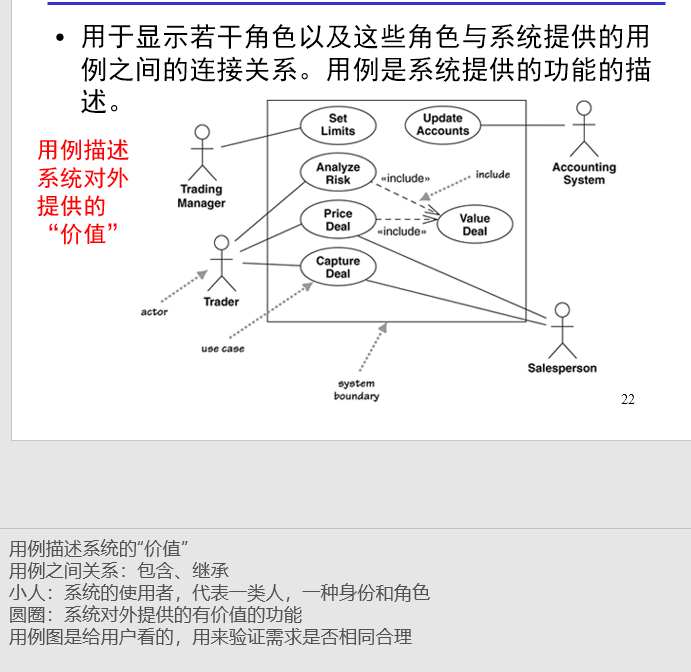 • 用于显示若干角色以及这些角色与系统提供的用
例之间的连接关系。用例是系统提供的功能的描
述。
用例描述
系统对外
提供的
“价值”
Set
Limits
Update
Accounts
Trading
Manager
Accounting
System
Analyze
Risk
«include»
include
Price
Deal
Value
Deal
«include»
Capture
Deal
Trader
actor
use case
Salesperson
system
boundary
22
用例描述系统的“价值”
用例之间关系：包含、继承
小人：系统的使用者，代表一类人，一种身份和角色
圆圈：系统对外提供的有价值的功能
用例图是给用户看的，用来验证需求是否相同合理